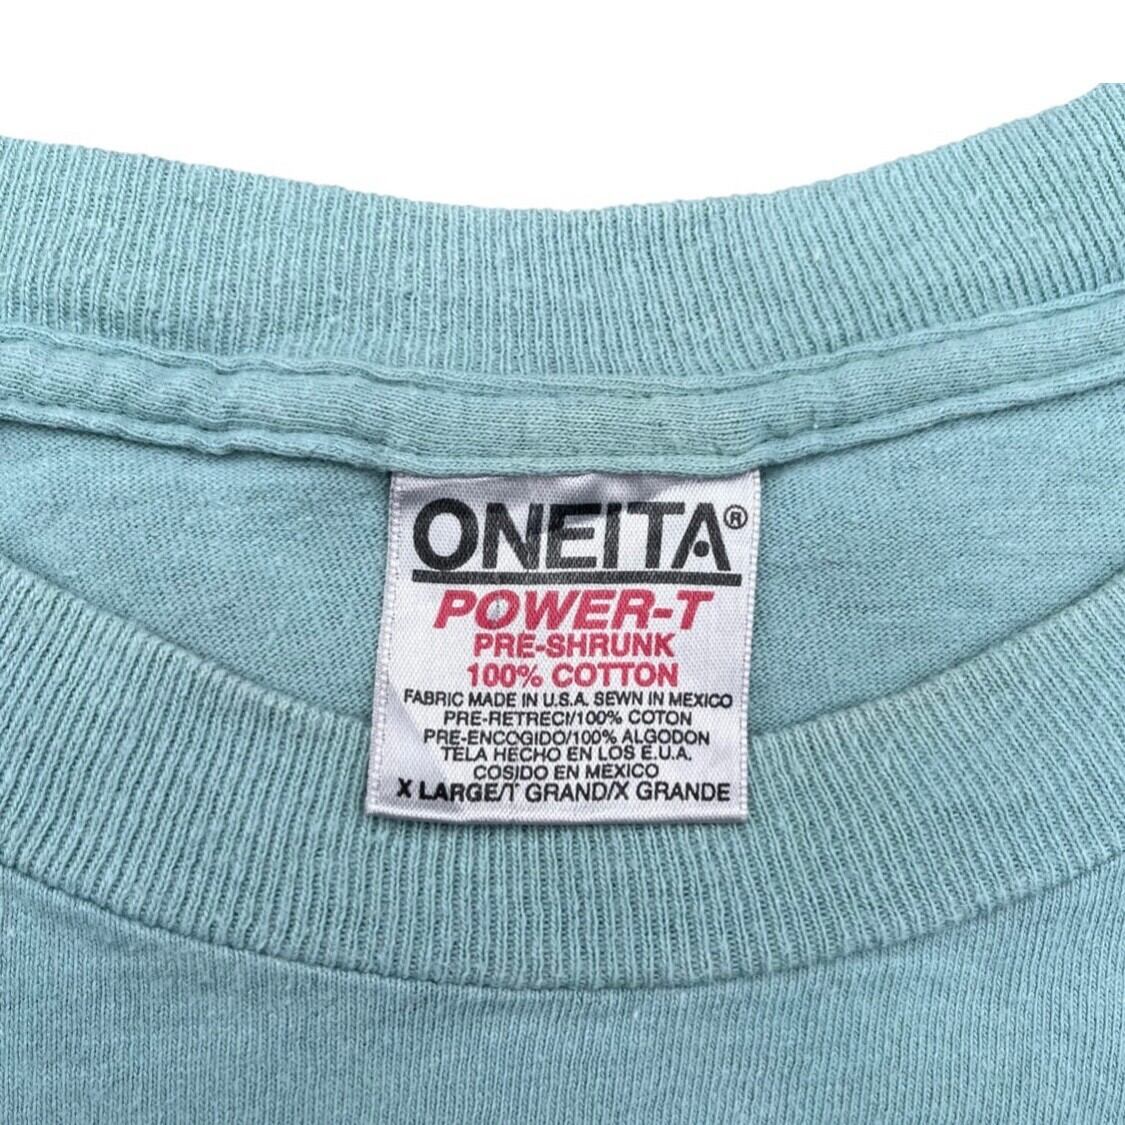 ONEITA®
POWER-T
PRE-SHRUNK
100% COTTON
FABRIC MADE IN U.S.A. SEWN IN MEXICO
PRE-RETRECI/100% COTON
PRE-ENCOGIDO/100% ALGODON
TELA HECHO EN LOS E.U.A.
COSIDO EN MEXICO
X LARGE/T GRAND/X GRANDE